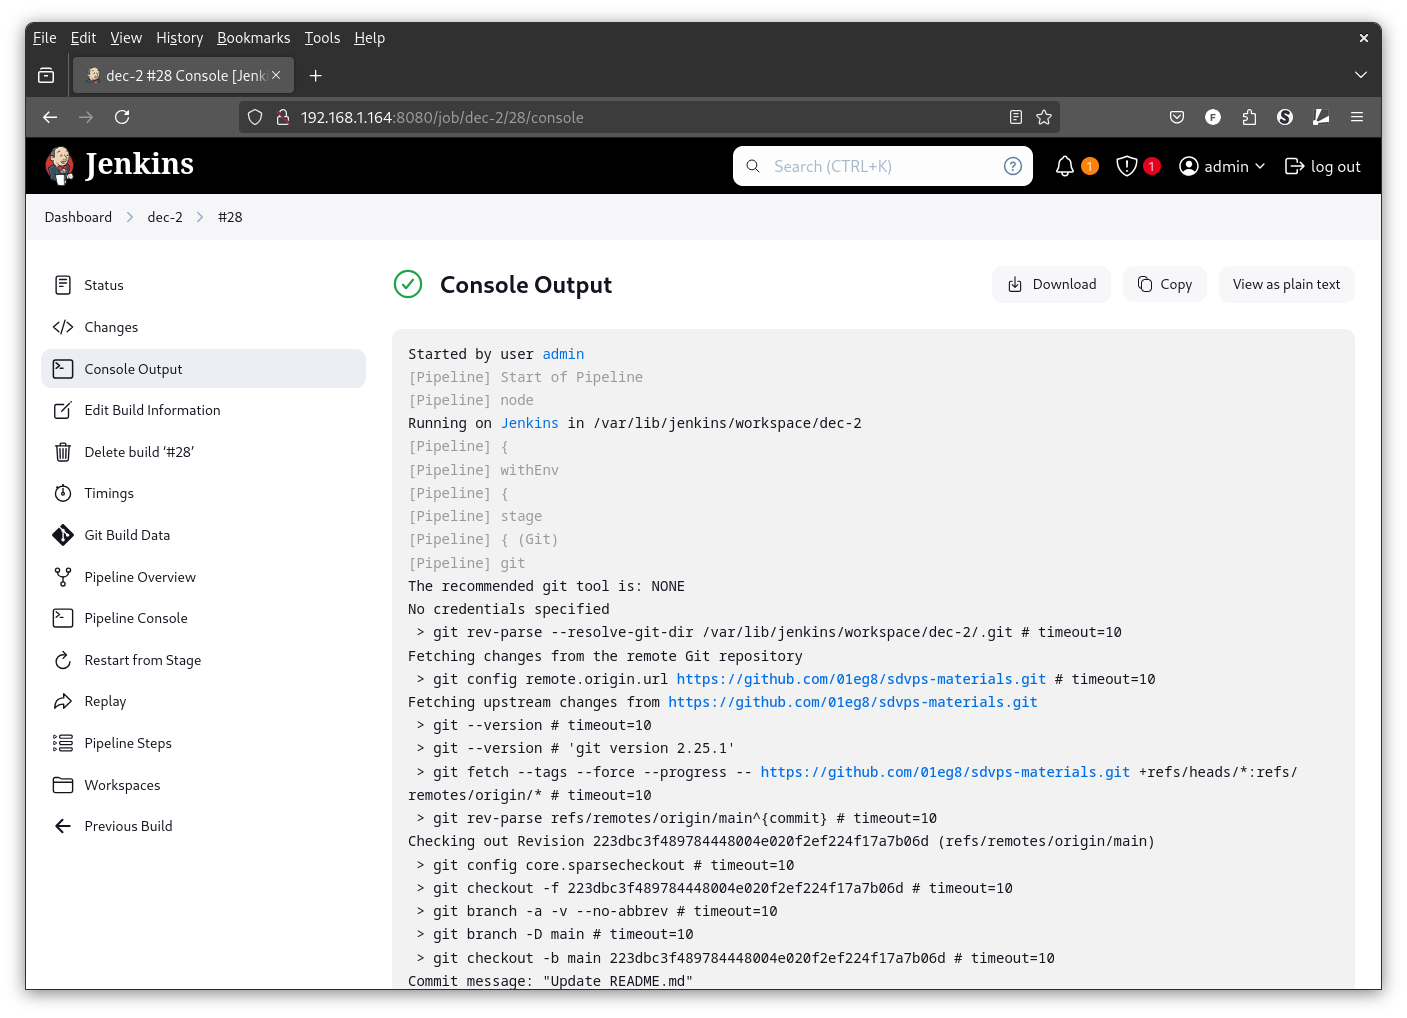 File Edit View History Bookmarks Tools Help
dec-2 #28 Console [Jenki
192.168.1.164:8080/job/dec-2/28/console
Jenkins
Search (CTRL+K)
1
1
admin
log out
Dashboard dec-2 #28
Status
Changes
Console Output
Edit Build Information
Delete build ‘#28’
Timings
Git Build Data
Pipeline Overview
Pipeline Console
Restart from Stage
Replay
Pipeline Steps
Workspaces
Previous Build
Console Output
Download
Copy
View as plain text
Started by user admin
[Pipeline] Start of Pipeline
[Pipeline] node
Running on Jenkins in /var/lib/jenkins/workspace/dec-2
[Pipeline] {
[Pipeline] withEnv
[Pipeline] {
[Pipeline] stage
[Pipeline] { (Git)
[Pipeline] git
The recommended git tool is: NONE
No credentials specified
> git rev-parse --resolve-git-dir /var/lib/jenkins/workspace/dec-2/.git # timeout=10
Fetching changes from the remote Git repository
> git config remote.origin.url https://github.com/01eg8/sdvps-materials.git # timeout=10
Fetching upstream changes from https://github.com/01eg8/sdvps-materials.git
> git --version # timeout=10
> git --version # 'git version 2.25.1'
> git fetch --tags --force --progress -- https://github.com/01eg8/sdvps-materials.git +refs/heads/*:refs/
remotes/origin/* # timeout=10
> git rev-parse refs/remotes/origin/main^{commit} # timeout=10
Checking out Revision 223dbc3f489784448004e020f2ef224f17a7b06d (refs/remotes/origin/main)
> git config core.sparsecheckout # timeout=10
> git checkout -f 223dbc3f489784448004e020f2ef224f17a7b06d # timeout=10
> git branch -a -v --no-abbrev # timeout=10
> git branch -D main # timeout=10
> git checkout -b main 223dbc3f489784448004e020f2ef224f17a7b06d # timeout=10
Commit message: "Update README.md"